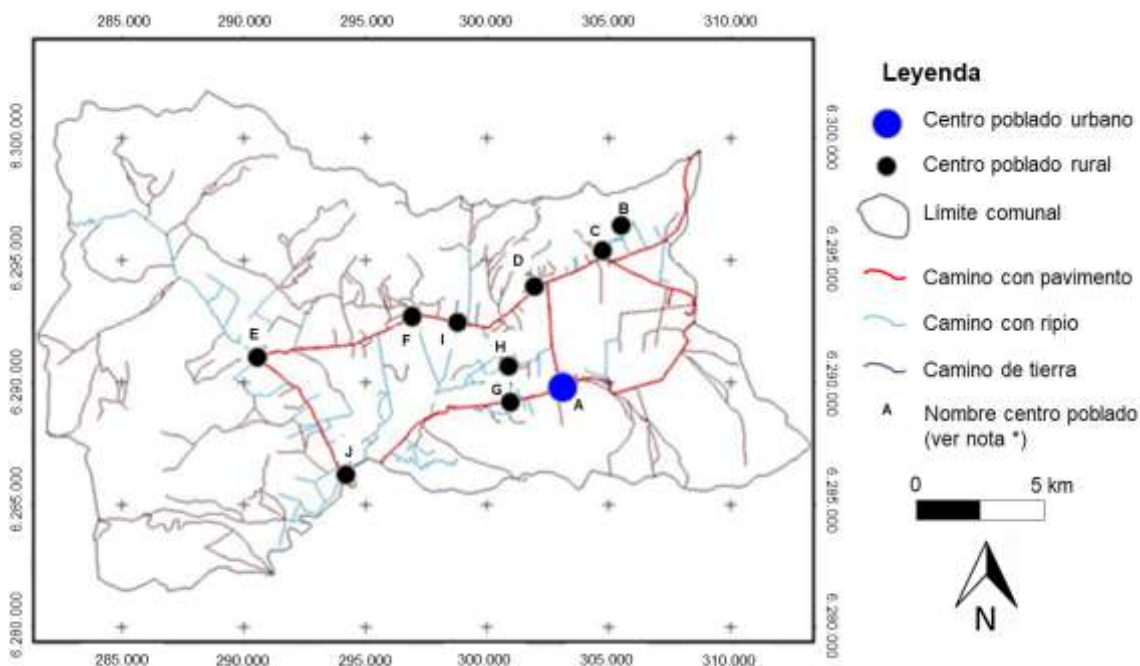 285.000 290.000 295.000 300.000 305.000 310.000
6.300.000
6.295.000
6.290.000
6.285.000
6.280.000
B
C
D
E
F
I
H
G
A
J
6.300.000
6.295.000
6.290.000
6.285.000
6.280.000
285.000 290.000 295.000 300.000 305.000 310.000
Leyenda
Centro poblado urbano
Centro poblado rural
Límite comunal
Camino con pavimento
Camino con ripio
Camino de tierra
A Nombre centro poblado
(ver nota *)
0 5 km
N